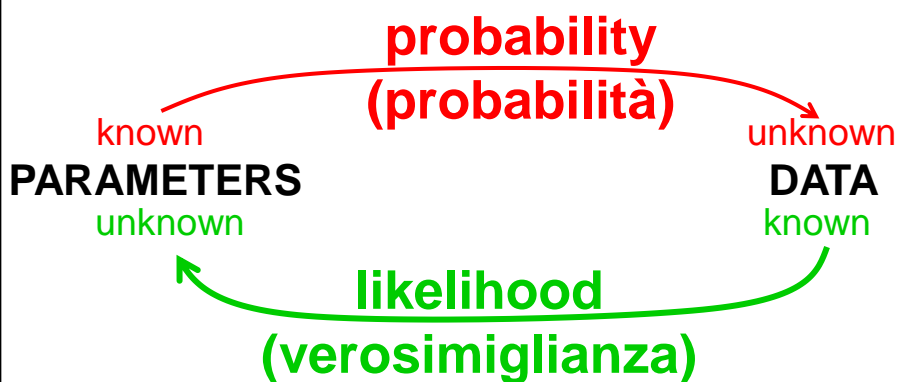 probability
(probabilità)
known unknown
PARAMETERS DATA
unknown known
likelihood
(verosimiglianza)